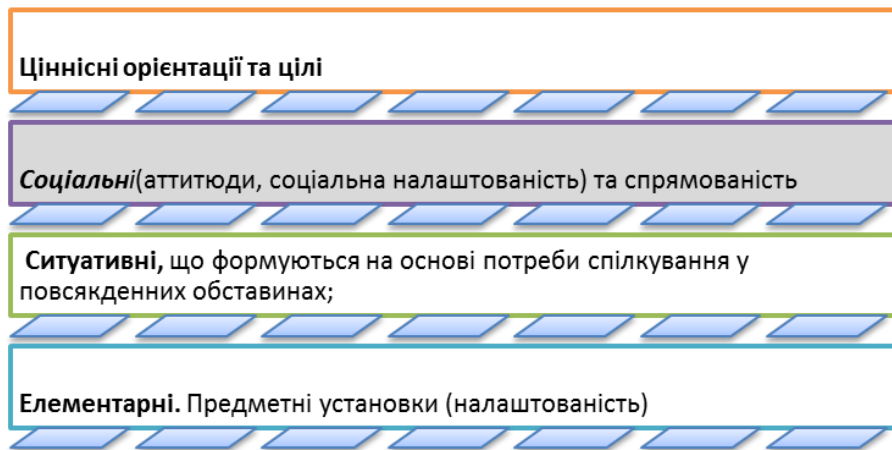 Ціннісні орієнтації та цілі
Соціальні(аттитюди, соціальна налаштованість) та спрямованість
Ситуативні, що формуються на основі потреби спілкування у
повсякденних обставинах;
Елементарні. Предметні установки (налаштованість)